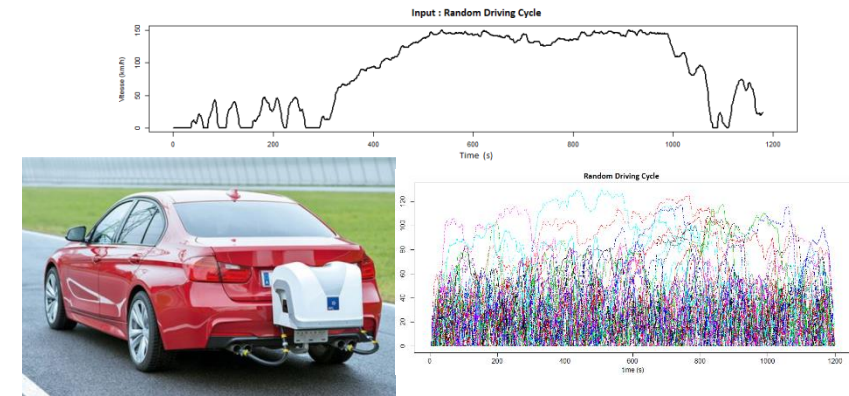 Input : Random Driving Cycle
Vitesse (km/h)
0 50 100 150
0 200 400 600 800 1000 1200
Time (s)
Random Driving Cycle
0 20 40 60 80 100 120
0 200 400 600 800 1000 1200
time (s)